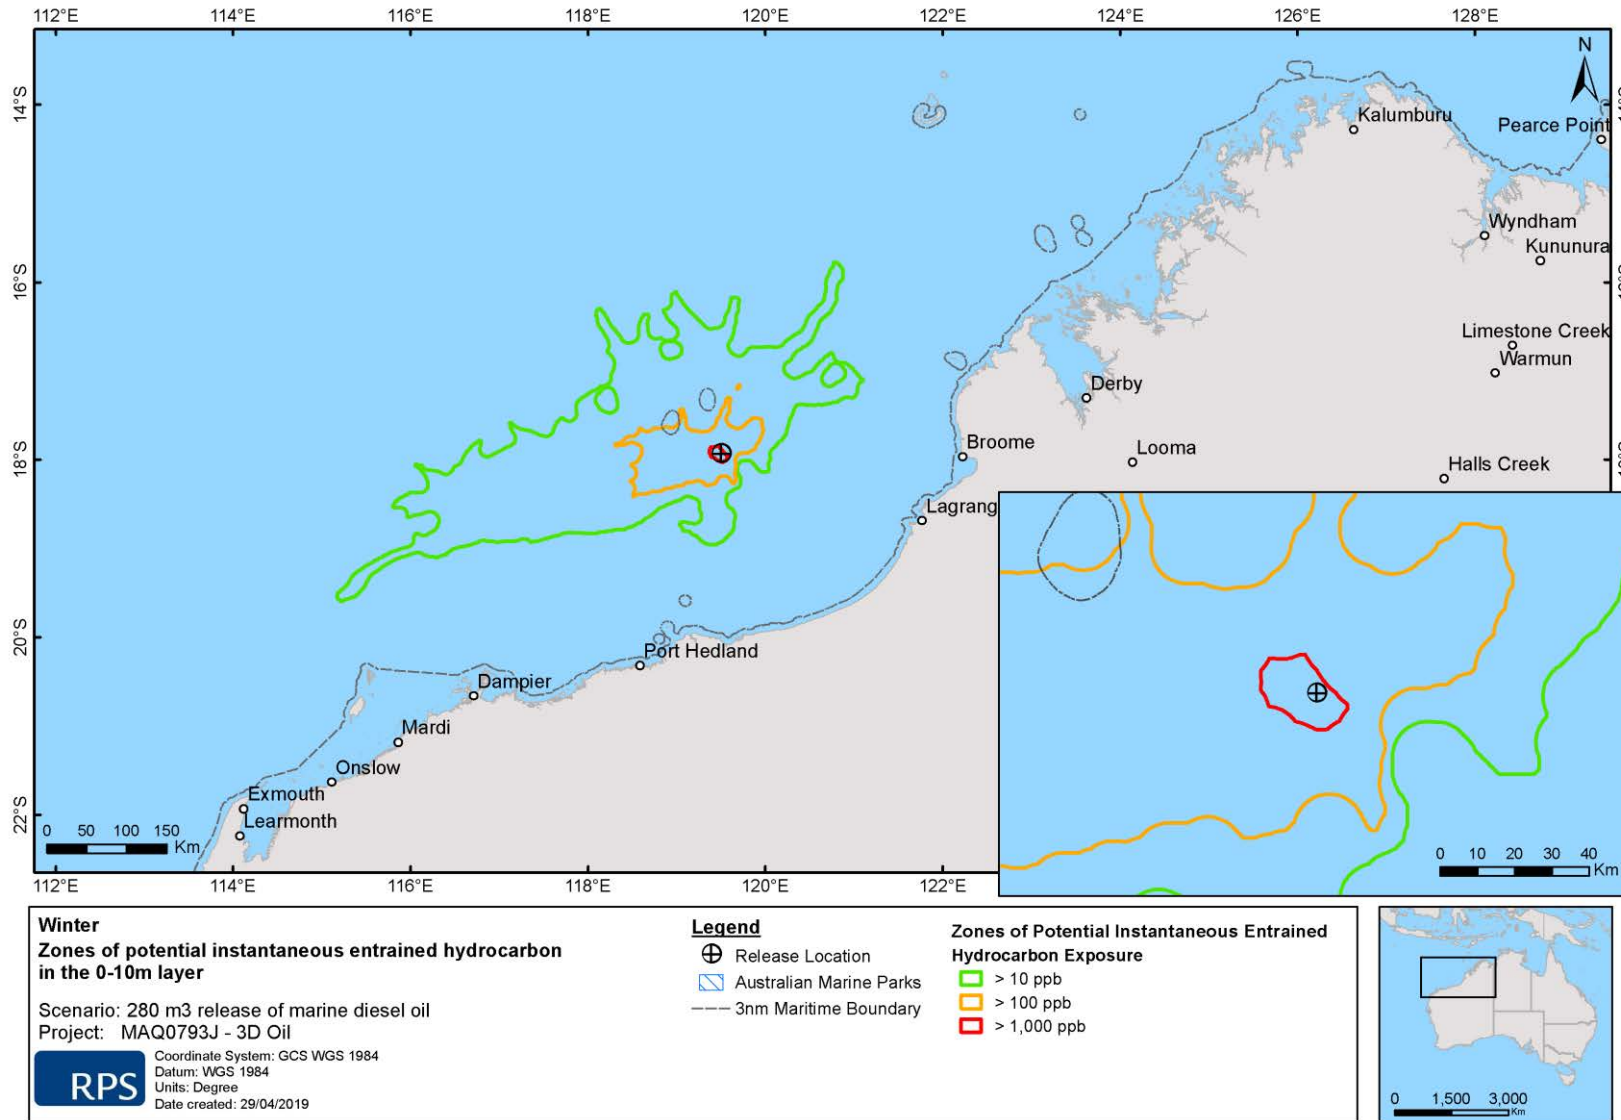 112°E 114°E 116°E 118°E 120°E 122°E 124°E 126°E 128°E
N
14°S
16°S
18°S
20°S
22°S
14°S
Kalumburu
Pearce Point
Wyndham
Kununura
Limestone Creek
Warmun
Derby
Broome
Looma
Halls Creek
Lagrang
Port Hedland
Dampier
Mardi
Onslow
Exmouth
Learmonth
0 50 100 150
Km
0 10 20 30 40
Km
112°E 114°E 116°E 118°E 120°E 122°E
Winter
Zones of potential instantaneous entrained hydrocarbon
in the 0-10m layer
Scenario: 280 m3 release of marine diesel oil
Project: MAQ0793J - 3D Oil
RPS
Coordinate System: GCS WGS 1984
Datum: WGS 1984
Units: Degree
Date created: 29/04/2019
Legend
Release Location
Australian Marine Parks
3nm Maritime Boundary
Zones of Potential Instantaneous Entrained
Hydrocarbon Exposure
> 10 ppb
> 100 ppb
> 1,000 ppb
0 1,500 3,000
Km